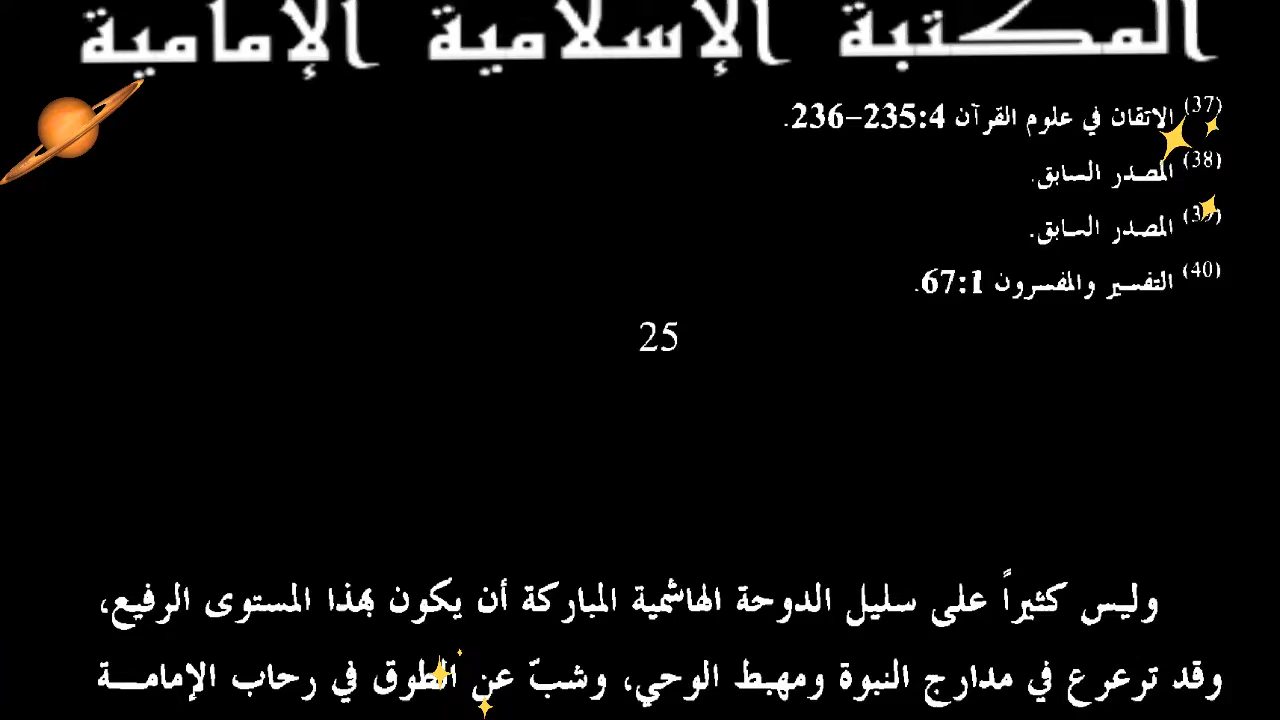 المكتبة الإسلامية الإمامية
(37) الاتقان في علوم القرآن 4:235–236.
(38) المصدر السابق.
(39) المصدر السابق.
(40) التفسير والمفسرون 1:67.
25
وليس كثيراً على سليل الدوحة الهاشمية المباركة أن يكون بهذا المستوى الرفيع،
وقد ترعرع في مدارج النبوة ومهبط الوحي، وشبّ عن الطوق في رحاب الإمامـــة